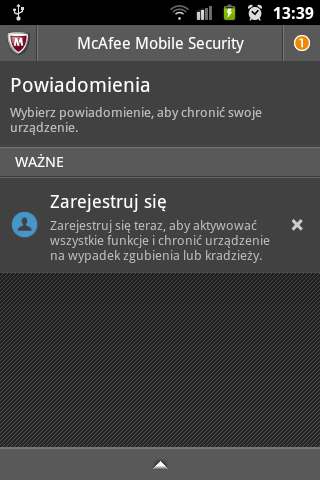 13:39
McAfee Mobile Security
1
Powiadomienia
Wybierz powiadomienie, aby chronić swoje
urządzenie.
WAŻNE
Zarejestruj się
Zarejestruj się teraz, aby aktywować
wszystkie funkcje i chronić urządzenie
na wypadek zgubienia lub kradzieży.